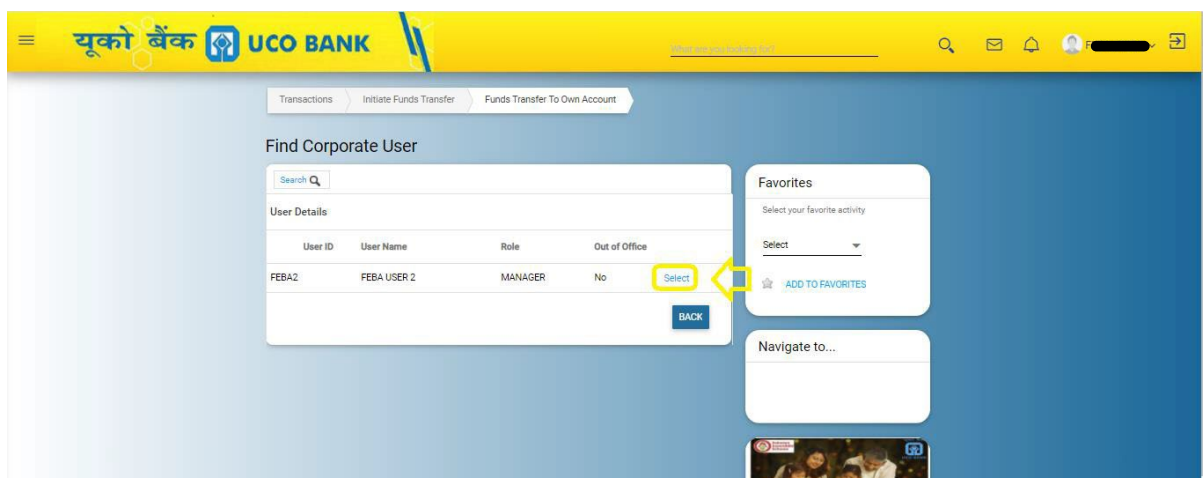 यूको बैंक UCO BANK
What are you looking for?
F
Transactions Initiate Funds Transfer Funds Transfer To Own Account
Find Corporate User
Search
User Details
User ID User Name Role Out of Office
FEBA2 FEBA USER 2 MANAGER No Select
BACK
Favorites
Select your favorite activity
Select
ADD TO FAVORITES
Navigate to...